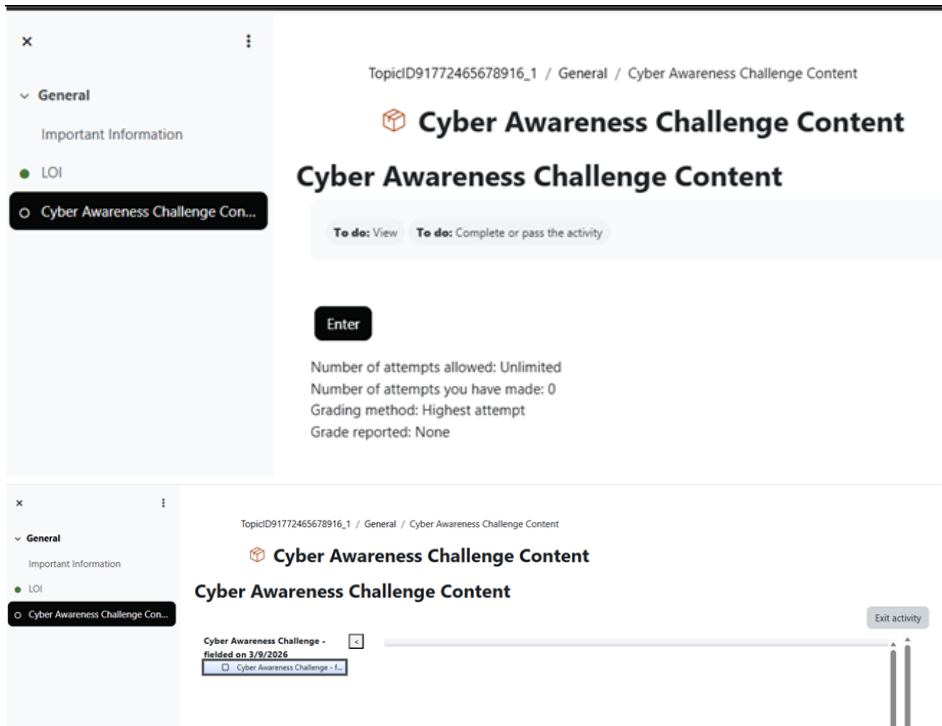 TopicID91772465678916_1 / General / Cyber Awareness Challenge Content
General
Cyber Awareness Challenge Content
Important Information
LOI
Cyber Awareness Challenge Content
Cyber Awareness Challenge Con...
To do: View To do: Complete or pass the activity
Enter
Number of attempts allowed: Unlimited
Number of attempts you have made: 0
Grading method: Highest attempt
Grade reported: None
TopicID91772465678916_1 / General / Cyber Awareness Challenge Content
General
Cyber Awareness Challenge Content
Important Information
LOI
Cyber Awareness Challenge Content
Cyber Awareness Challenge Con...
Exit activity
Cyber Awareness Challenge - <
fielded on 3/9/2026
Cyber Awareness Challenge - f...